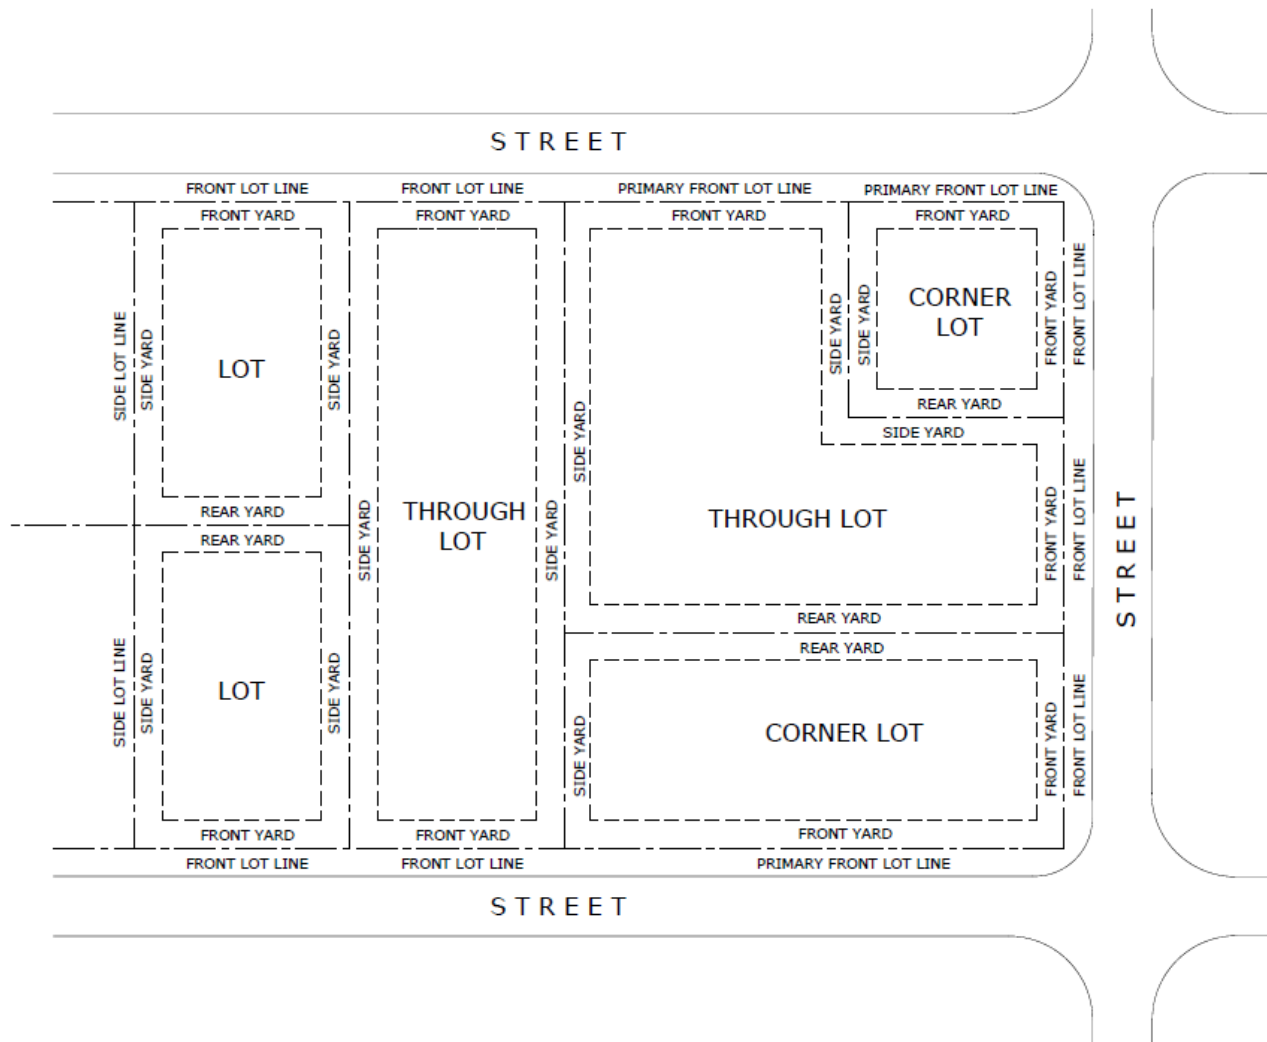 STREET
FRONT LOT LINE
FRONT LOT LINE
PRIMARY FRONT LOT LINE
PRIMARY FRONT LOT LINE
FRONT YARD
FRONT YARD
FRONT YARD
FRONT YARD
SIDE LOT LINE
SIDE YARD
LOT
SIDE YARD
SIDE YARD
SIDE YARD
SIDE YARD
CORNER
LOT
FRONT YARD
FRONT LOT LINE
REAR YARD
SIDE YARD
REAR YARD
REAR YARD
SIDE YARD
THROUGH
LOT
SIDE YARD
THROUGH LOT
FRONT YARD
FRONT LOT LINE
STREET
REAR YARD
REAR YARD
SIDE LOT LINE
SIDE YARD
LOT
SIDE YARD
SIDE YARD
CORNER LOT
FRONT YARD
FRONT LOT LINE
FRONT YARD
FRONT YARD
FRONT YARD
FRONT LOT LINE
FRONT LOT LINE
PRIMARY FRONT LOT LINE
STREET